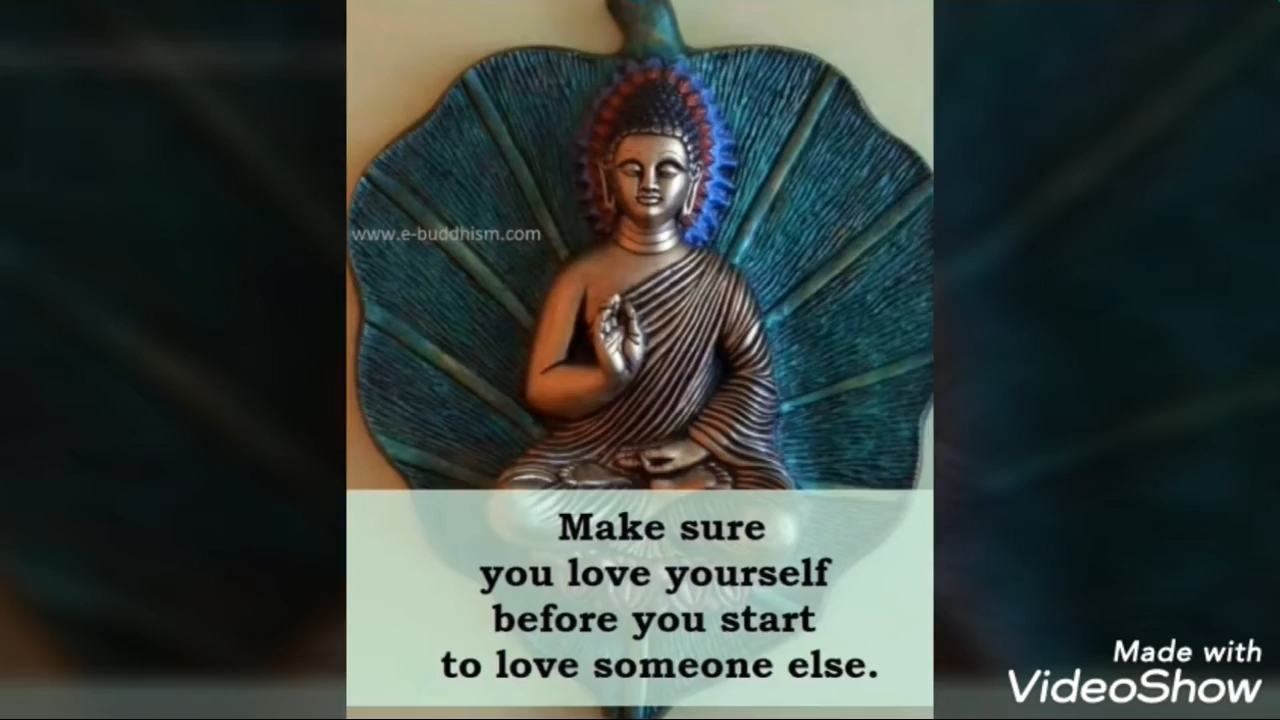 www.e-buddhism.com
Make sure
you love yourself
before you start
to love someone else.
Made with
VideoShow